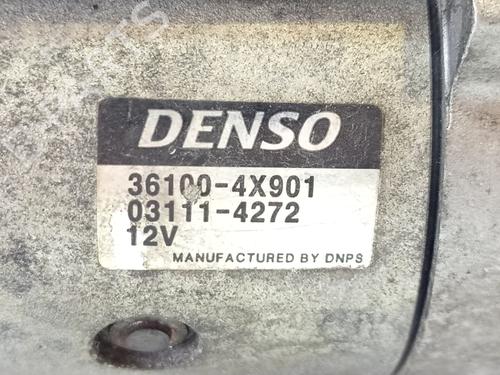 DENSO
36100-4X901
03111-4272
12V
MANUFACTURED BY DNPS